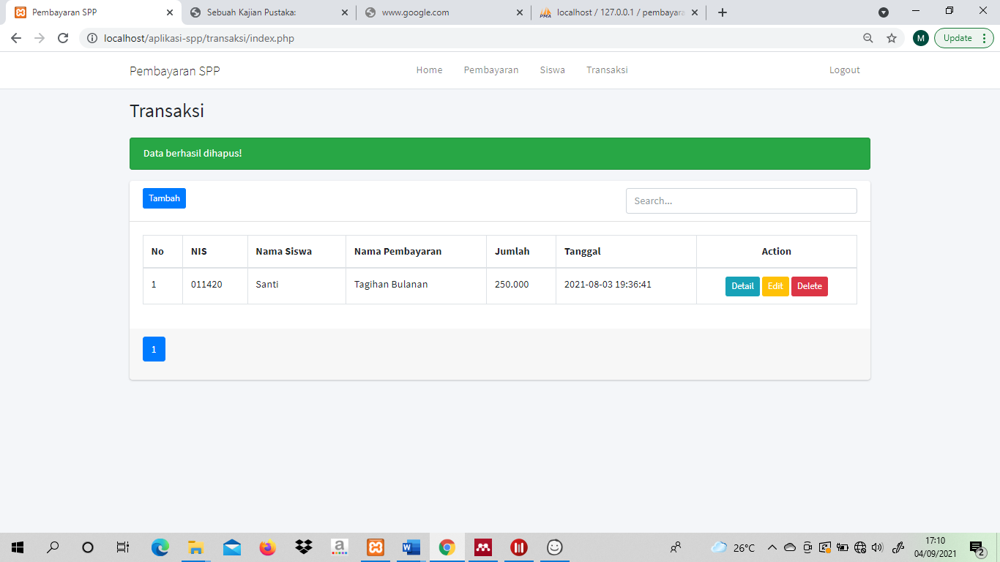 Pembayaran SPP
Sebuah Kajian Pustaka:
www.google.com
localhost / 127.0.0.1 / pembayara
localhost/aplikasi-spp/transaksi/index.php
M
Update
Pembayaran SPP
Home
Pembayaran
Siswa
Transaksi
Logout
Transaksi
Data berhasil dihapus!
Tambah
Search...
No NIS Nama Siswa Nama Pembayaran Jumlah Tanggal Action
1 011420 Santi Tagihan Bulanan 250.000 2021-08-03 19:36:41 Detail Edit Delete
1
26°C
17:10
04/09/2021
2